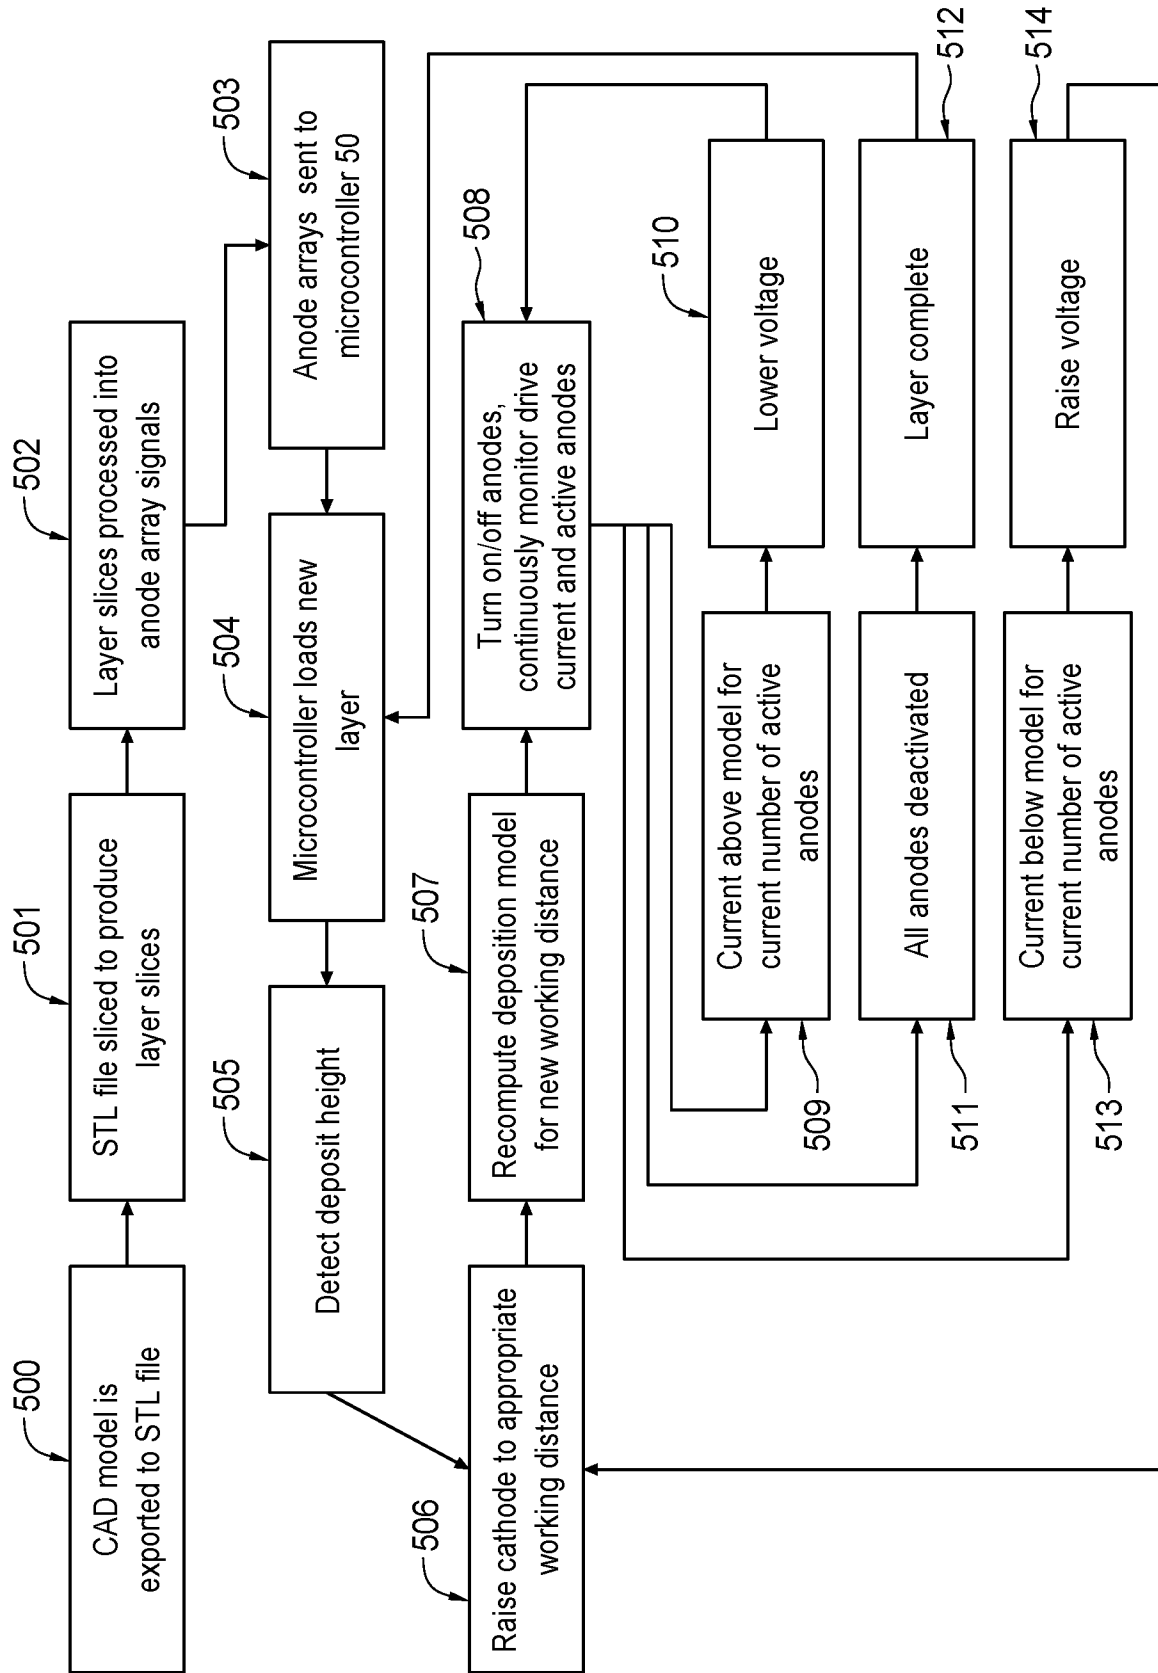 500
CAD model is
exported to STL file
501
STL file sliced to produce
layer slices
502
Layer slices processed into
anode array signals
503
Anode arrays sent to
microcontroller 50
504
Microcontroller loads new
layer
505
Detect deposit height
506
Raise cathode to appropriate
working distance
507
Recompute deposition model
for new working distance
508
Turn on/off anodes,
continuously monitor drive
current and active anodes
509
Current above model for
current number of active
anodes
510
Lower voltage
511
All anodes deactivated
512
Layer complete
513
Current below model for
current number of active
anodes
514
Raise voltage